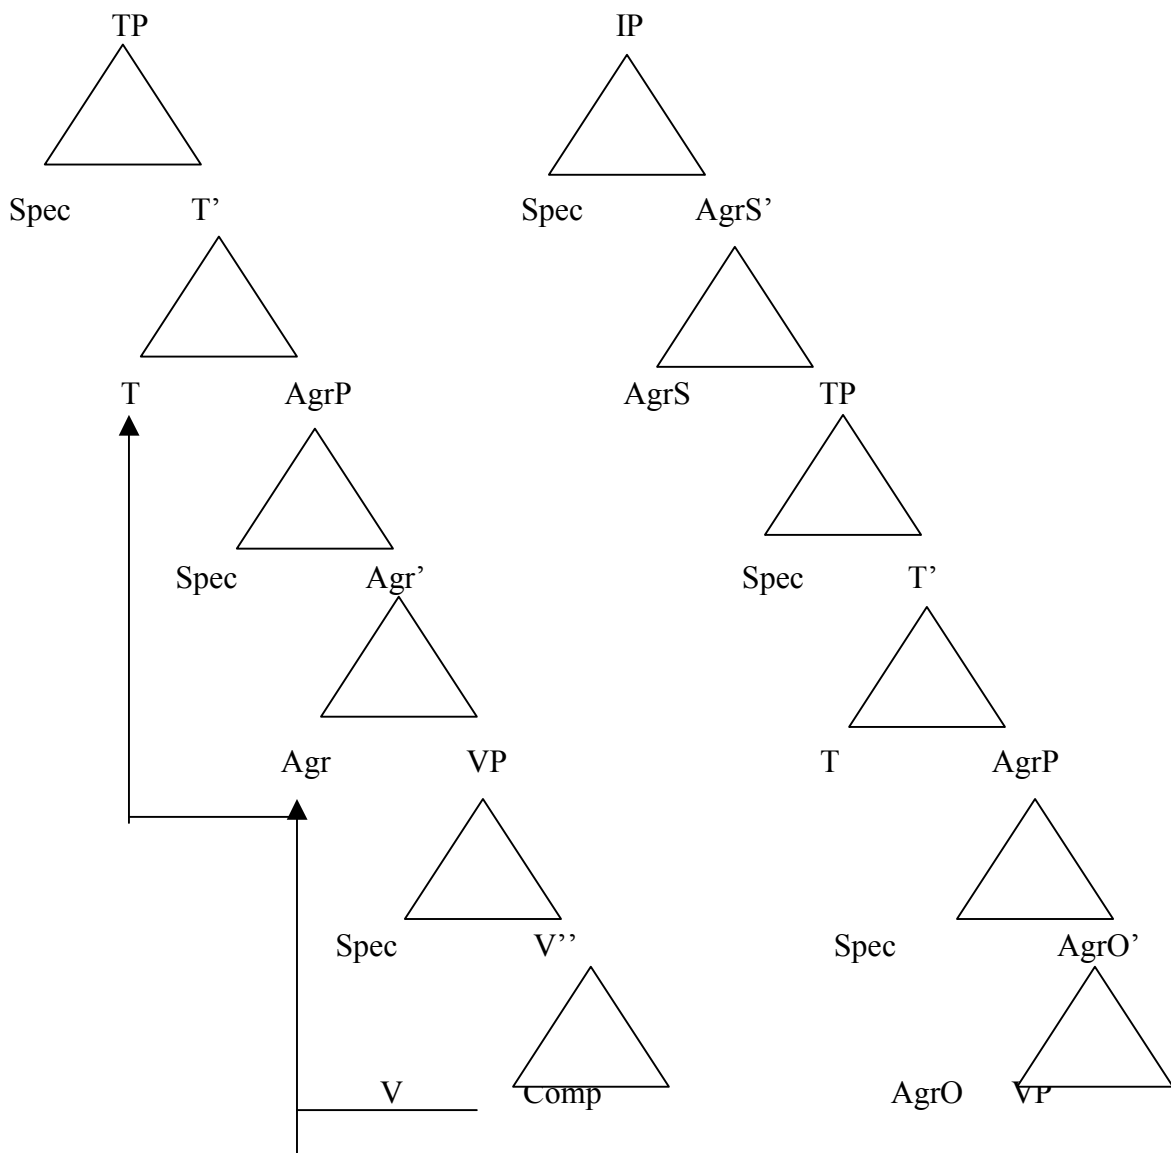 TP IP
Spec T’ Spec AgrS’
T AgrP AgrS TP
Spec Agr’ Spec T’
Agr VP T AgrP
Spec V’’ Spec AgrO’
V Comp AgrO VP